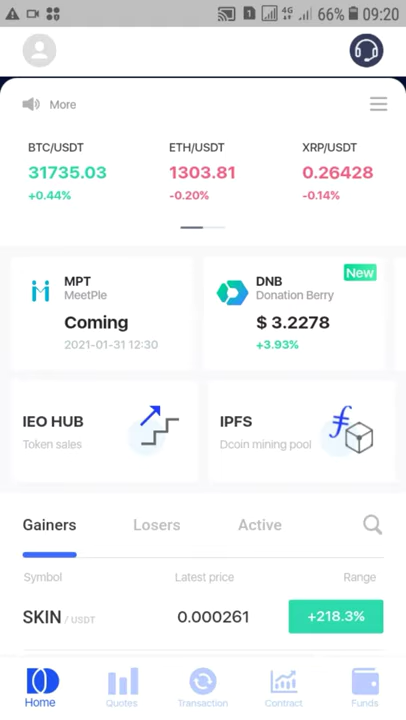 1 4G 66% 09:20
More
BTC/USDT ETH/USDT XRP/USDT
31735.03 1303.81 0.26428
+0.44% -0.20% -0.14%
MPT
MeetPle
Coming
2021-01-31 12:30
DNB
New
Donation Berry
$ 3.2278
+3.93%
IEO HUB
Token sales
IPFS
Dcoin mining pool
Gainers Losers Active
Symbol Latest price Range
SKIN / USDT 0.000261 +218.3%
Home Quotes Transaction Contract Funds